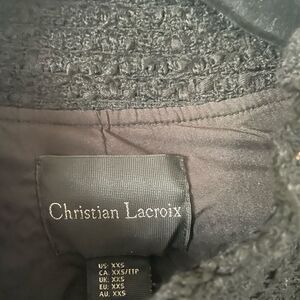 Christian Lacroix
US: XXS
CA: XXS/TTP
UK: XXS
EU: XXS
AU: XXS